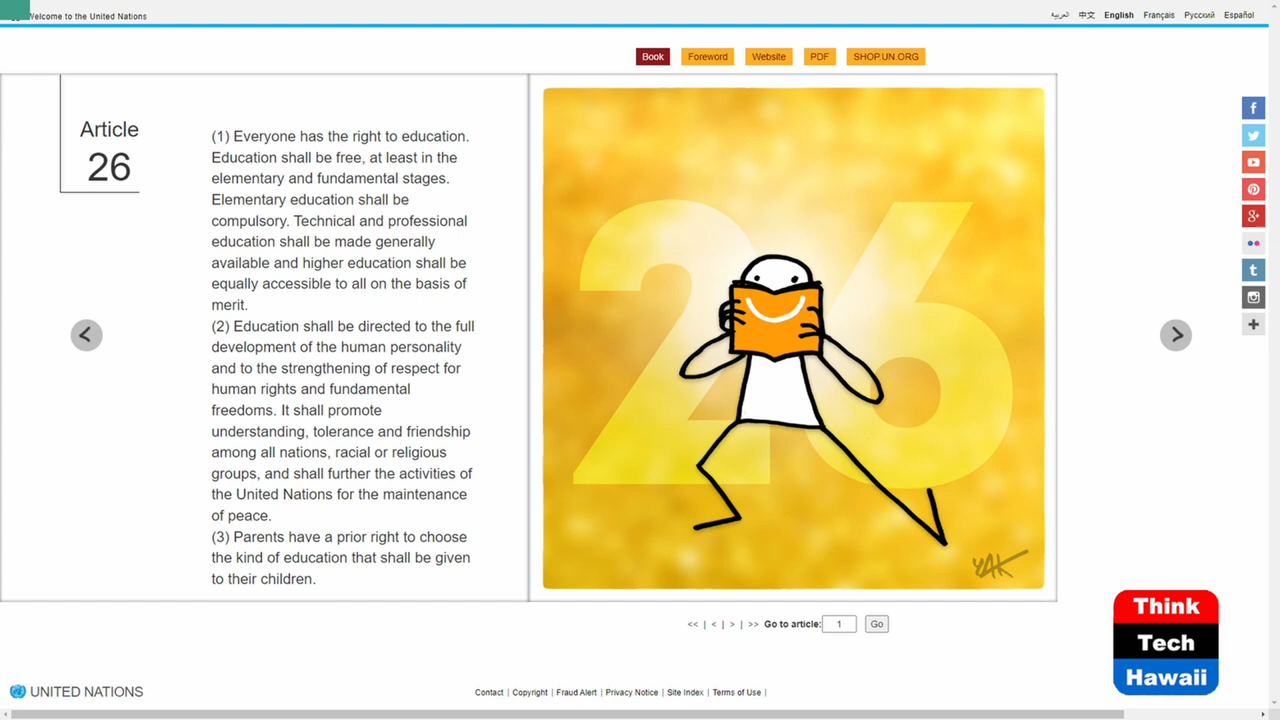 Welcome to the United Nations
العربية 中文 English Français Русский Español
Book Foreword Website PDF SHOP.UN.ORG
Article
26
(1) Everyone has the right to education.
Education shall be free, at least in the
elementary and fundamental stages.
Elementary education shall be
compulsory. Technical and professional
education shall be made generally
available and higher education shall be
equally accessible to all on the basis of
merit.
(2) Education shall be directed to the full
development of the human personality
and to the strengthening of respect for
human rights and fundamental
freedoms. It shall promote
understanding, tolerance and friendship
among all nations, racial or religious
groups, and shall further the activities of
the United Nations for the maintenance
of peace.
(3) Parents have a prior right to choose
the kind of education that shall be given
to their children.
26
YAK
<< | < | > | >> Go to article: 1 Go
Think
Tech
Hawaii
UNITED NATIONS
Contact | Copyright | Fraud Alert | Privacy Notice | Site Index | Terms of Use |